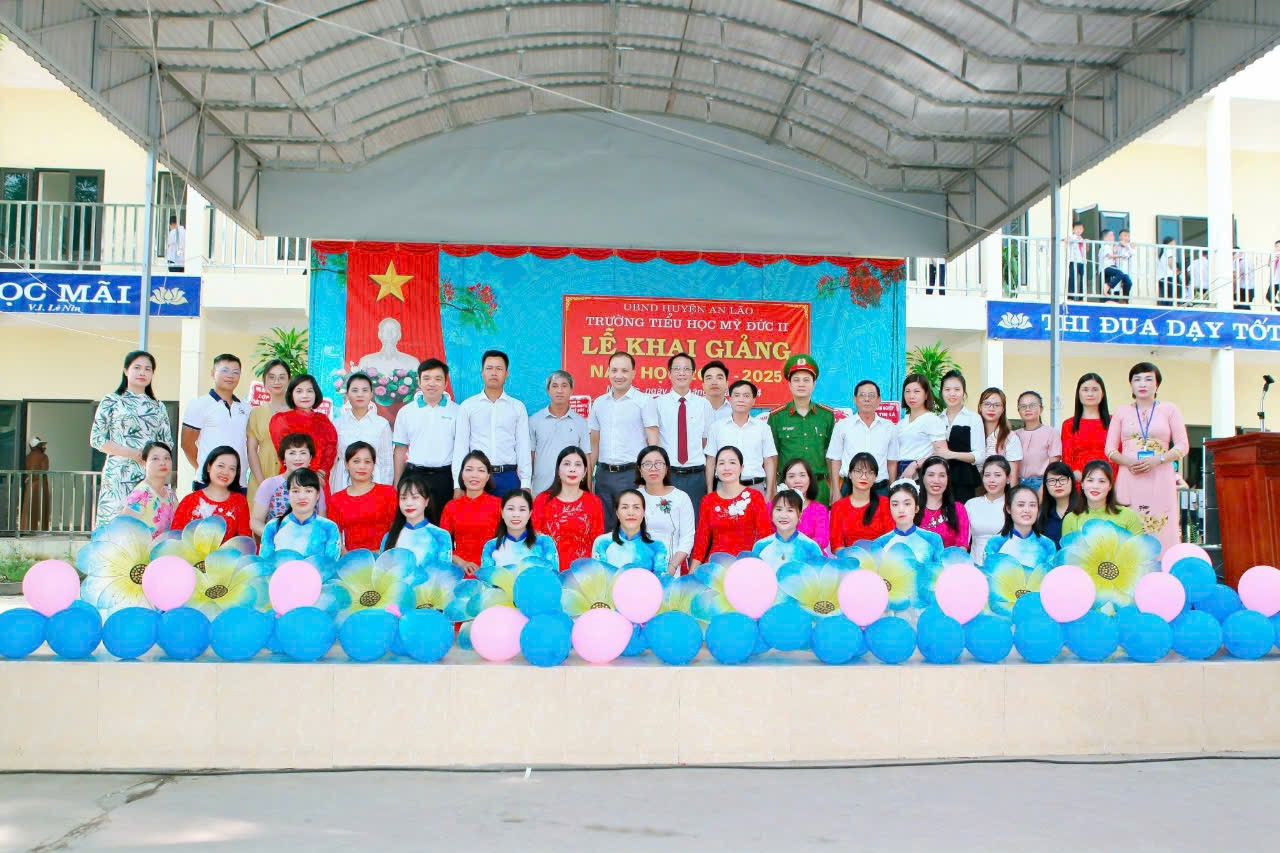 ỌC MÃI
V.I. Lê Nin
UBND HUYỆN AN LÃO
TRƯỜNG TIỂU HỌC MỸ ĐỨC II
LỄ KHAI GIẢNG
- 2025
THI ĐUA DẠY TỐT